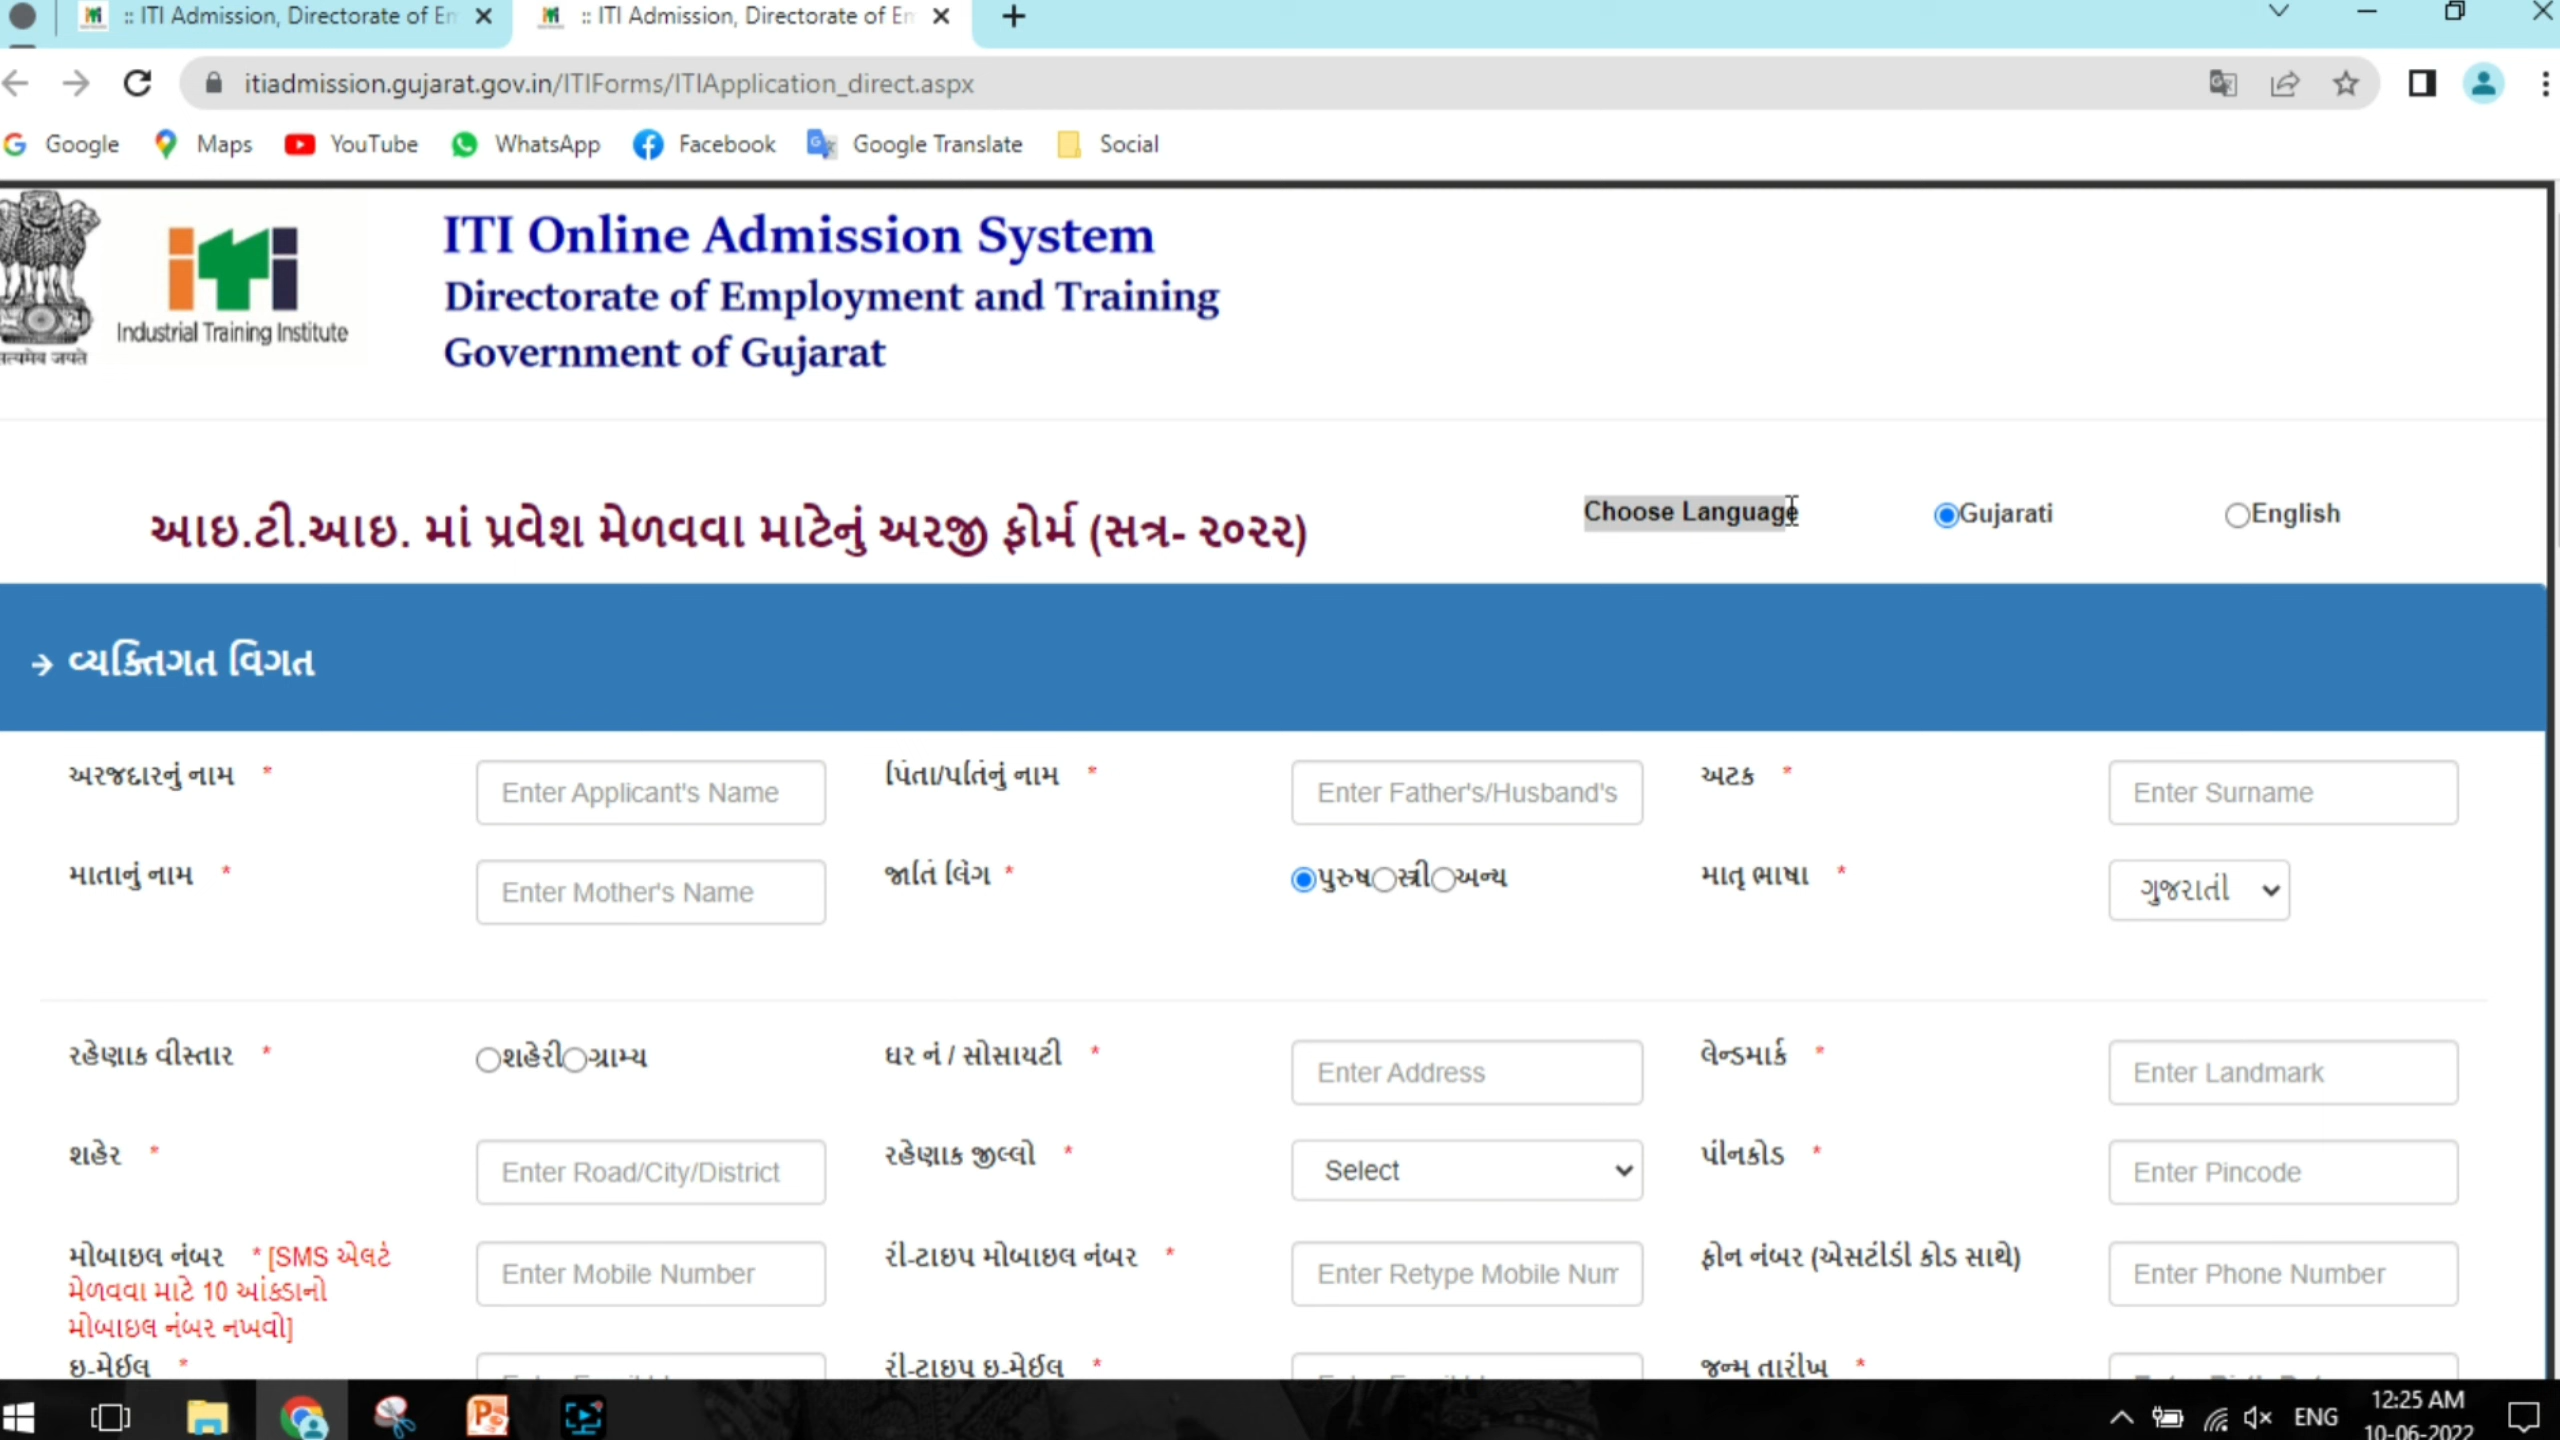 :: ITI Admission, Directorate of Em
:: ITI Admission, Directorate of Em
itiadmission.gujarat.gov.in/ITIForms/ITIApplication_direct.aspx
Google Maps YouTube WhatsApp Facebook Google Translate Social
ITI Online Admission System
Directorate of Employment and Training
Government of Gujarat
Industrial Training Institute
सत्यमेव जयते
આઇ.ટી.આઇ. માં પ્રવેશ મેળવવા માટેનું અરજી ફોર્મ (સત્ર- ૨૦૨૨)
Choose Language Gujarati English
વ્યક્તિગત વિગત
અરજદારનું નામ * Enter Applicant's Name પિતા/પતિનું નામ * Enter Father's/Husband's અટક * Enter Surname
માતાનું નામ * Enter Mother's Name જાતિ લિંગ * પુરુષ સ્ત્રી અન્ય માતૃ ભાષા * ગુજરાતી
રહેણાક વીસ્તાર * શહેરી ગ્રામ્ય ઘર નં / સોસાયટી * Enter Address લેન્ડમાર્ક * Enter Landmark
શહેર * Enter Road/City/District રહેણાક જીલ્લો * Select પીનકોડ * Enter Pincode
મોબાઇલ નંબર * [SMS એલર્ટ Enter Mobile Number રી-ટાઇપ મોબાઇલ નંબર * Enter Retype Mobile Num ફોન નંબર (એસટીડી કોડ સાથે) Enter Phone Number
મેળવવા માટે 10 આંકડાનો
મોબાઇલ નંબર નખવો]
ઇ-મેઈલ * રી-ટાઇપ ઇ-મેઈલ * જન્મ તારીખ *
ENG 12:25 AM
10-06-2022